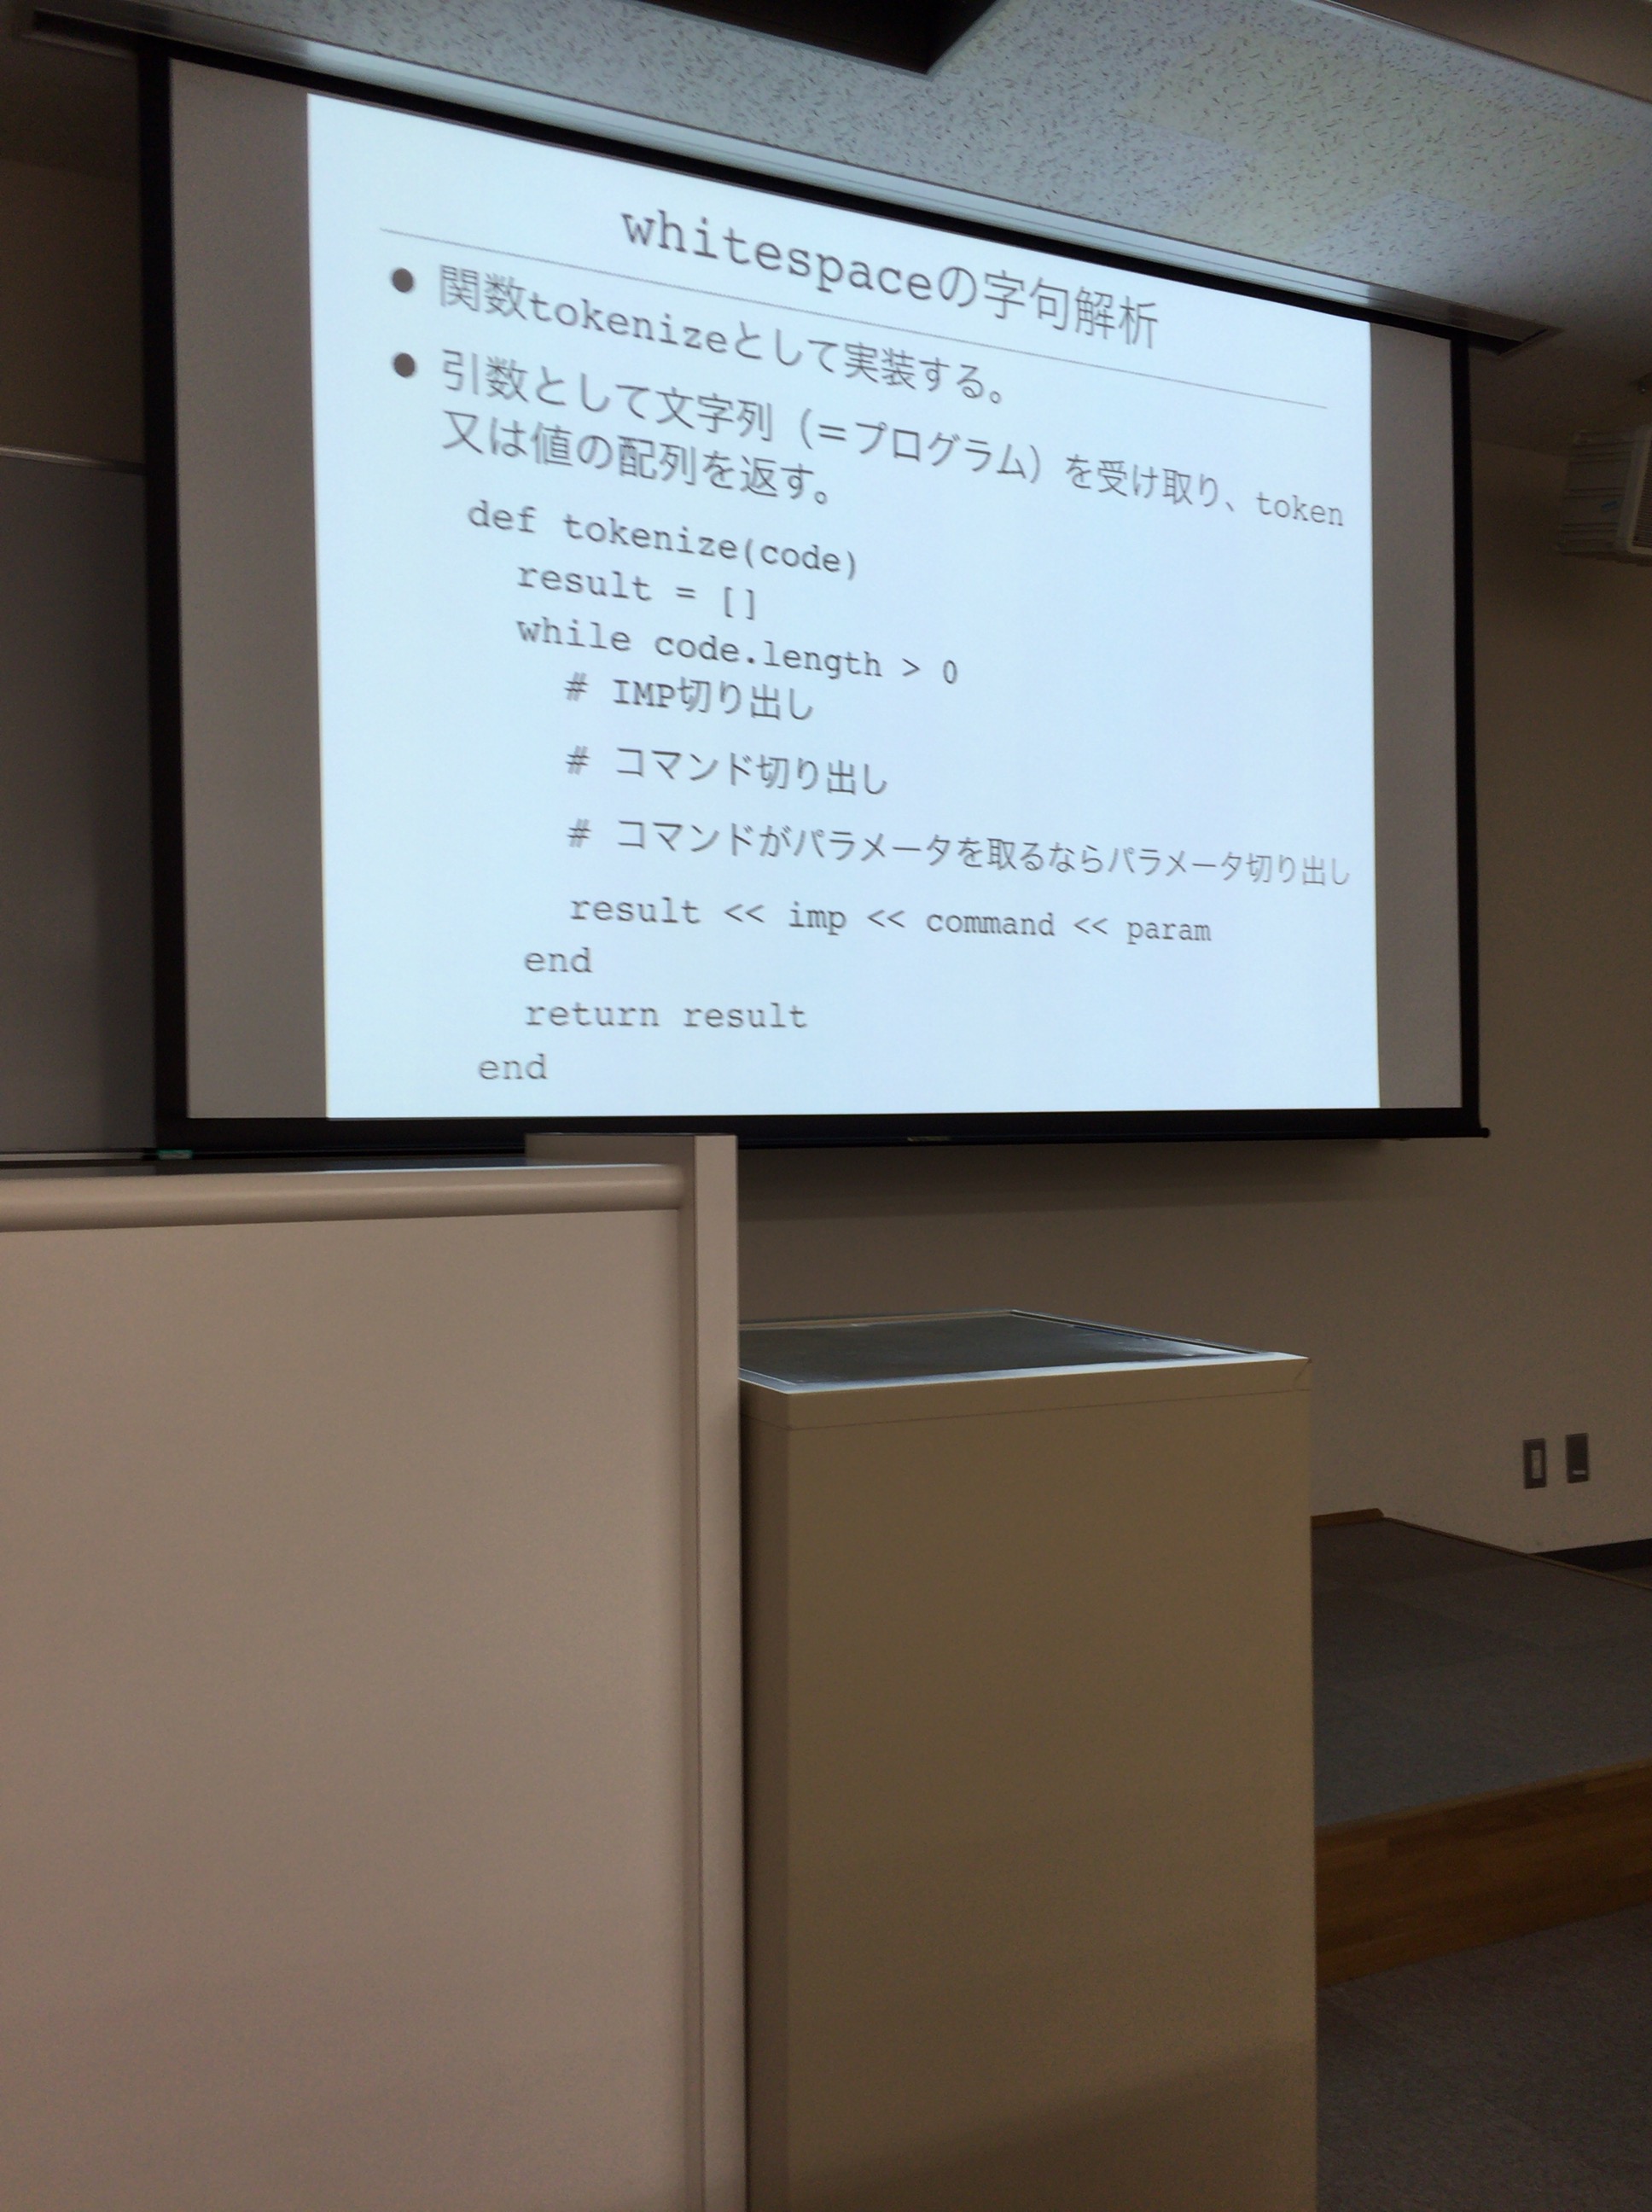 whitespaceの字句解析
● 関数tokenizeとして実装する。
● 引数として文字列（=プログラム）を受け取り、token
又は値の配列を返す。
def tokenize(code)
result = []
while code.length > 0
# IMP切り出し
# コマンド切り出し
# コマンドがパラメータを取るならパラメータ切り出し
result << imp << command << param
end
return result
end